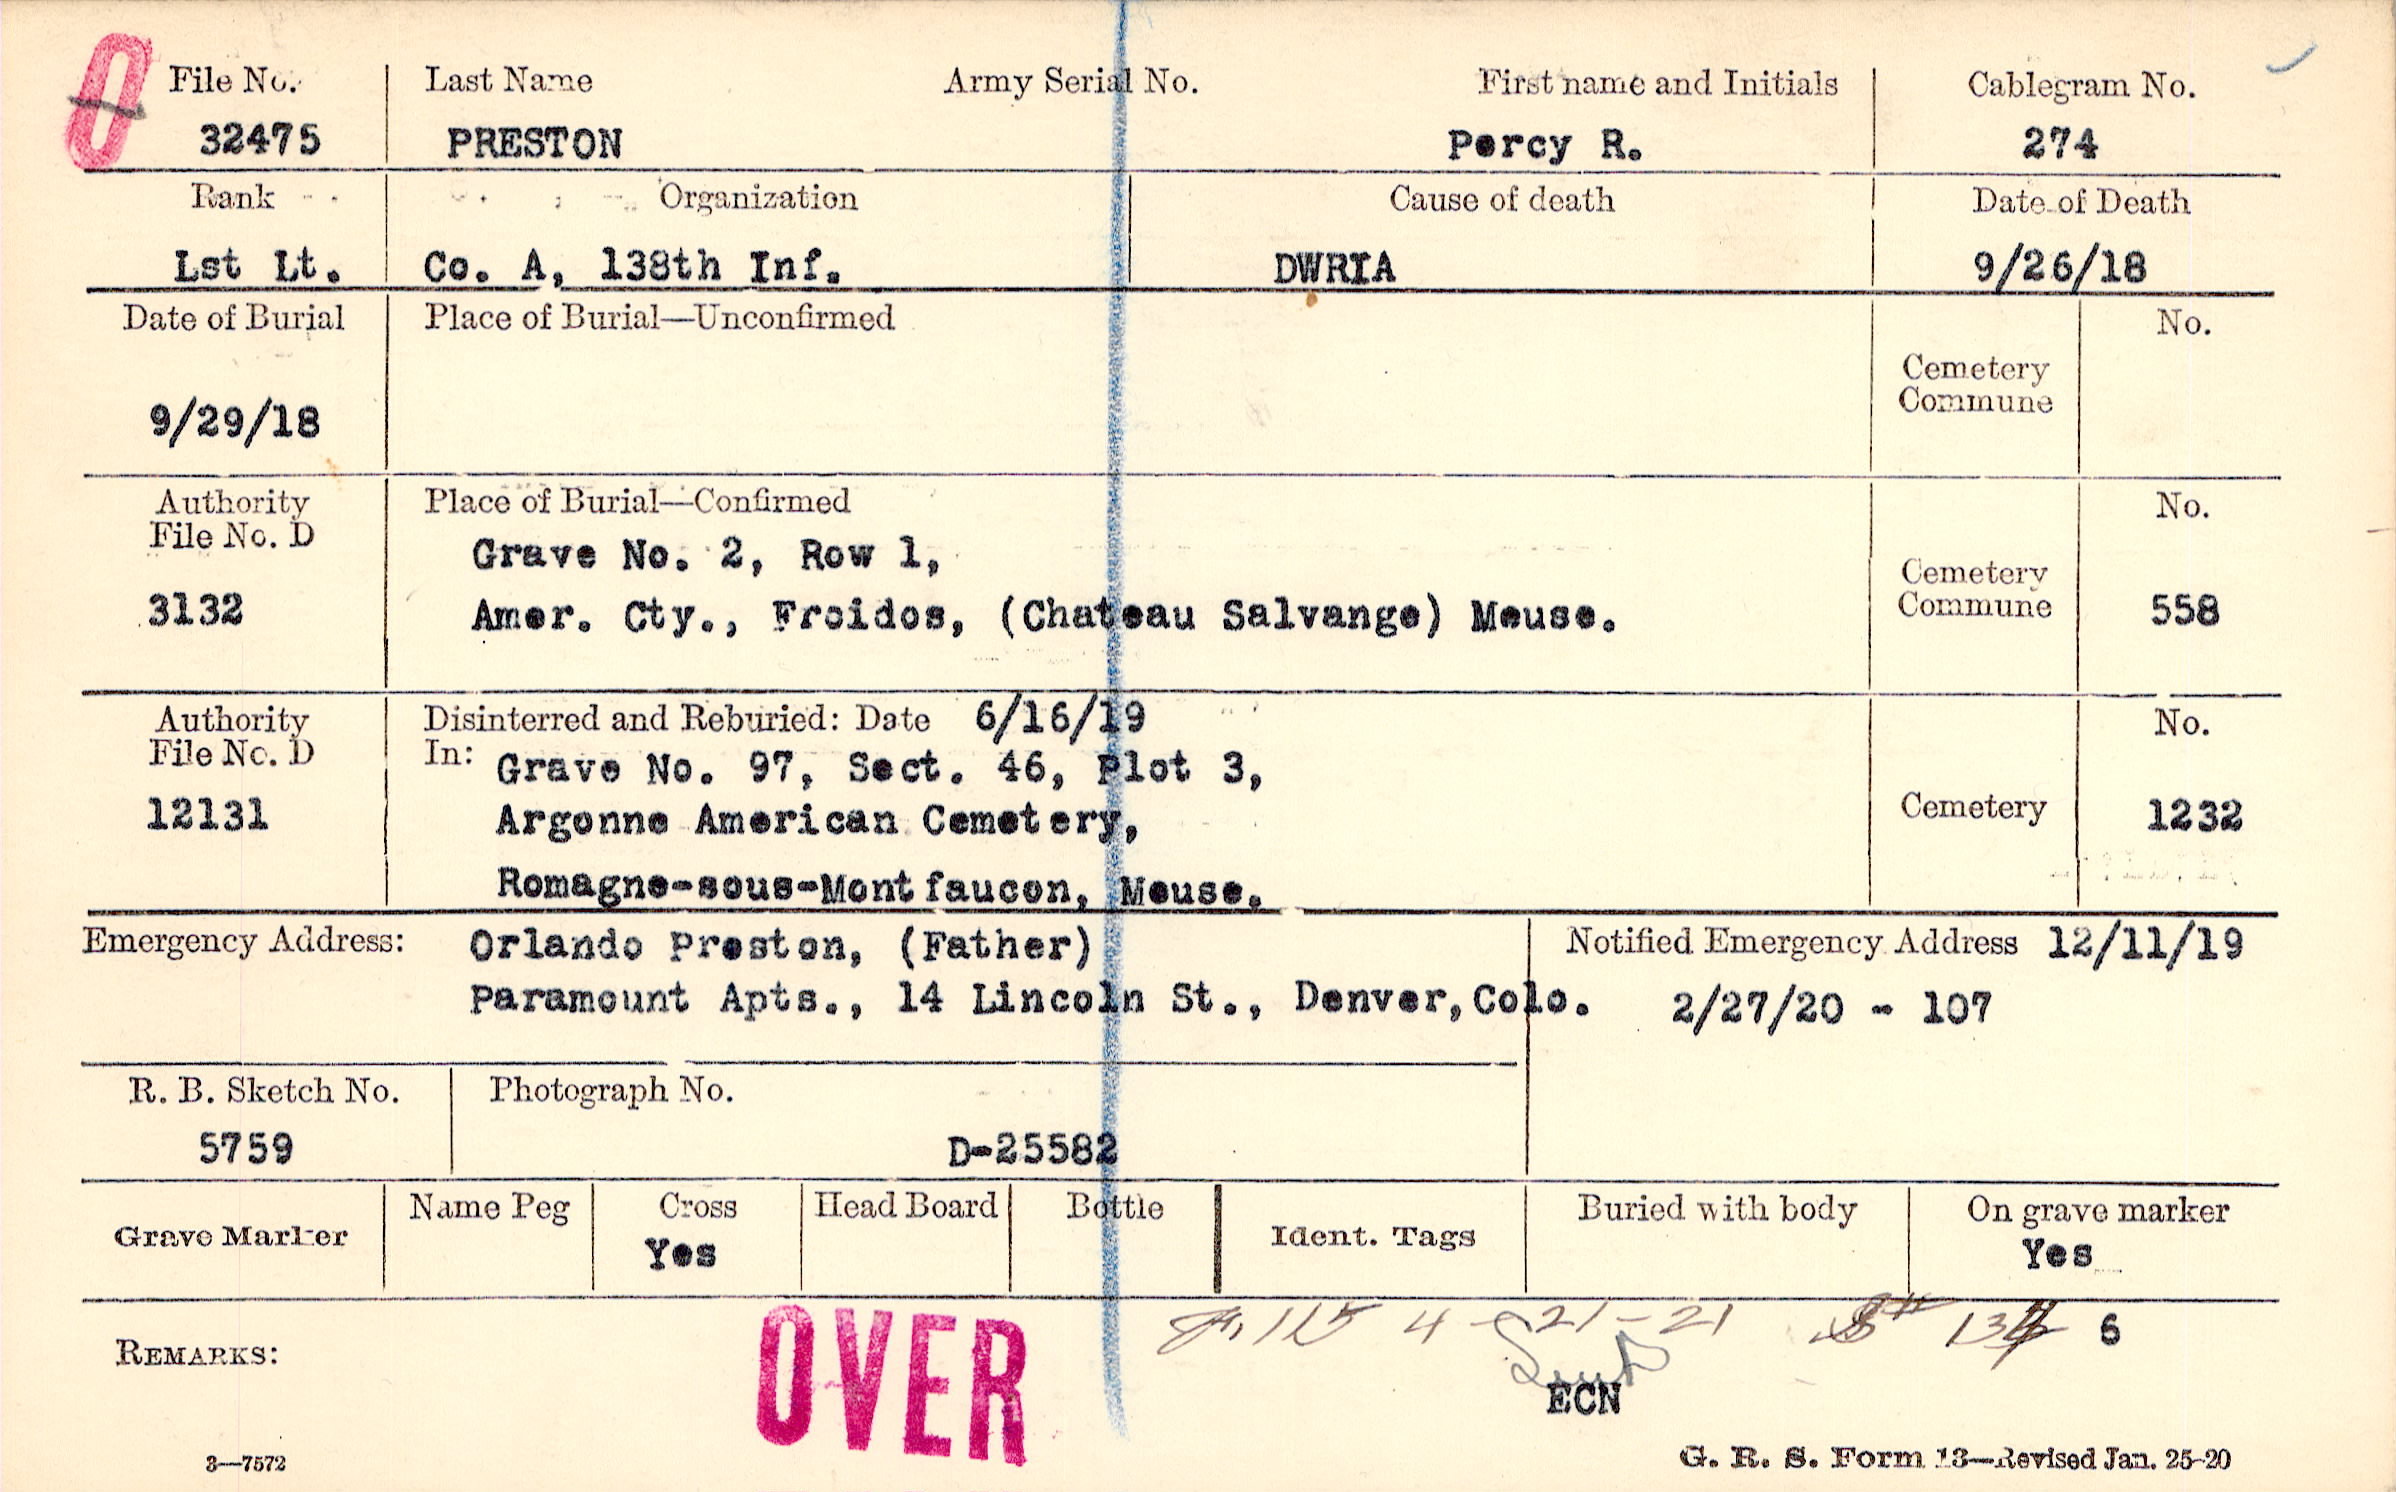 O
File No. Last Name Army Serial No. First name and Initials Cablegram No.
32475 PRESTON Percy R. 274
Rank Organization Cause of death Date of Death
Lst Lt. Co. A, 138th Inf. DWRIA 9/26/18
Date of Burial Place of Burial—Unconfirmed No.
Cemetery
Commune
9/29/18
Authority Place of Burial—Confirmed No.
File No. D
Grave No. 2, Row 1,
Cemetery
3132 Amer. Cty., Froidos, (Chateau Salvange) Meuse. Commune 558
Authority Disinterred and Reburied: Date 6/16/19 No.
File No. D In: Grave No. 97, Sect. 46, Plot 3,
12131 Argonne American Cemetery, Cemetery 1232
Romagne-sous-Montfaucon, Meuse.
Emergency Address: Orlando Preston, (Father) Notified Emergency Address 12/11/19
Paramount Apts., 14 Lincoln St., Denver, Colo. 2/27/20 - 107
R. B. Sketch No. Photograph No.
5759 D-25582
Grave Marker Name Peg Cross Head Board Bottle Ident. Tags Buried with body On grave marker
Yes Yes
115 4-21-21 6
REMARKS: OVER
ECN
3—7572 G. R. S. Form 13—Revised Jan. 25-20